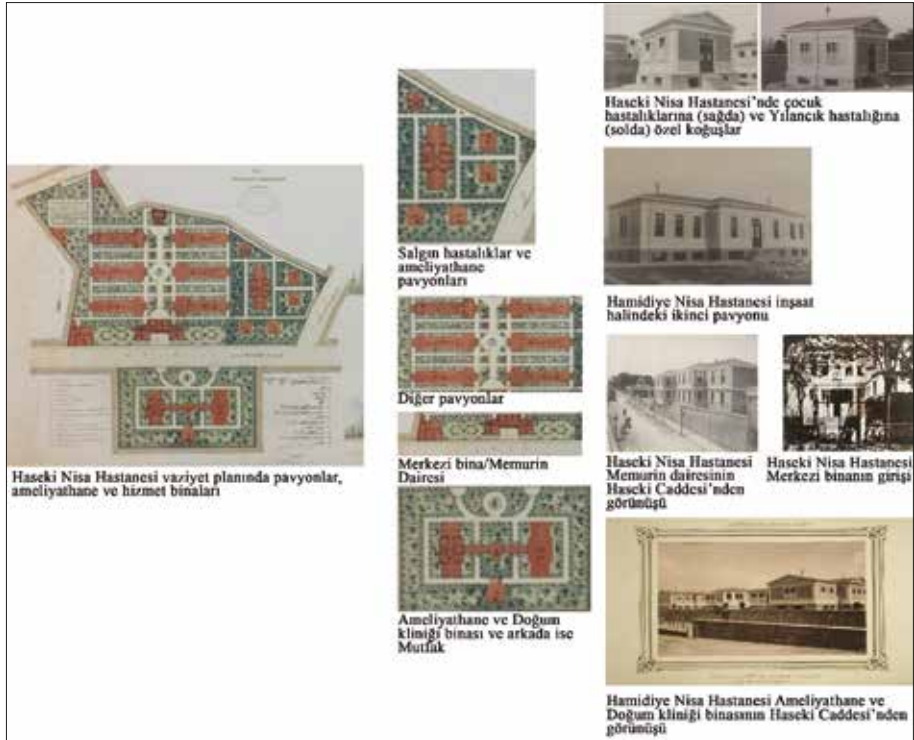 Haseki Nisa Hastanesi vaziyet planında pavyonlar,
ameliyathane ve hizmet binaları
Salgın hastalıklar ve
ameliyathane
pavyonları
Diğer pavyonlar
Merkezi bina/Memurin
Dairesi
Ameliyathane ve Doğum
kliniği binası ve arkada ise
Mutfak
Haseki Nisa Hastanesi’nde çocuk
hastalıklarına (sağda) ve Yılancık hastalığına
(solda) özel koğuşlar
Hamidiye Nisa Hastanesi inşaat
halindeki ikinci pavyonu
Haseki Nisa Hastanesi
Memurin dairesinin
Haseki Caddesi’nden
görünüşü
Haseki Nisa Hastanesi
Merkezi binanın girişi
Hamidiye Nisa Hastanesi Ameliyathane ve
Doğum kliniği binasının Haseki Caddesi’nden
görünüşü